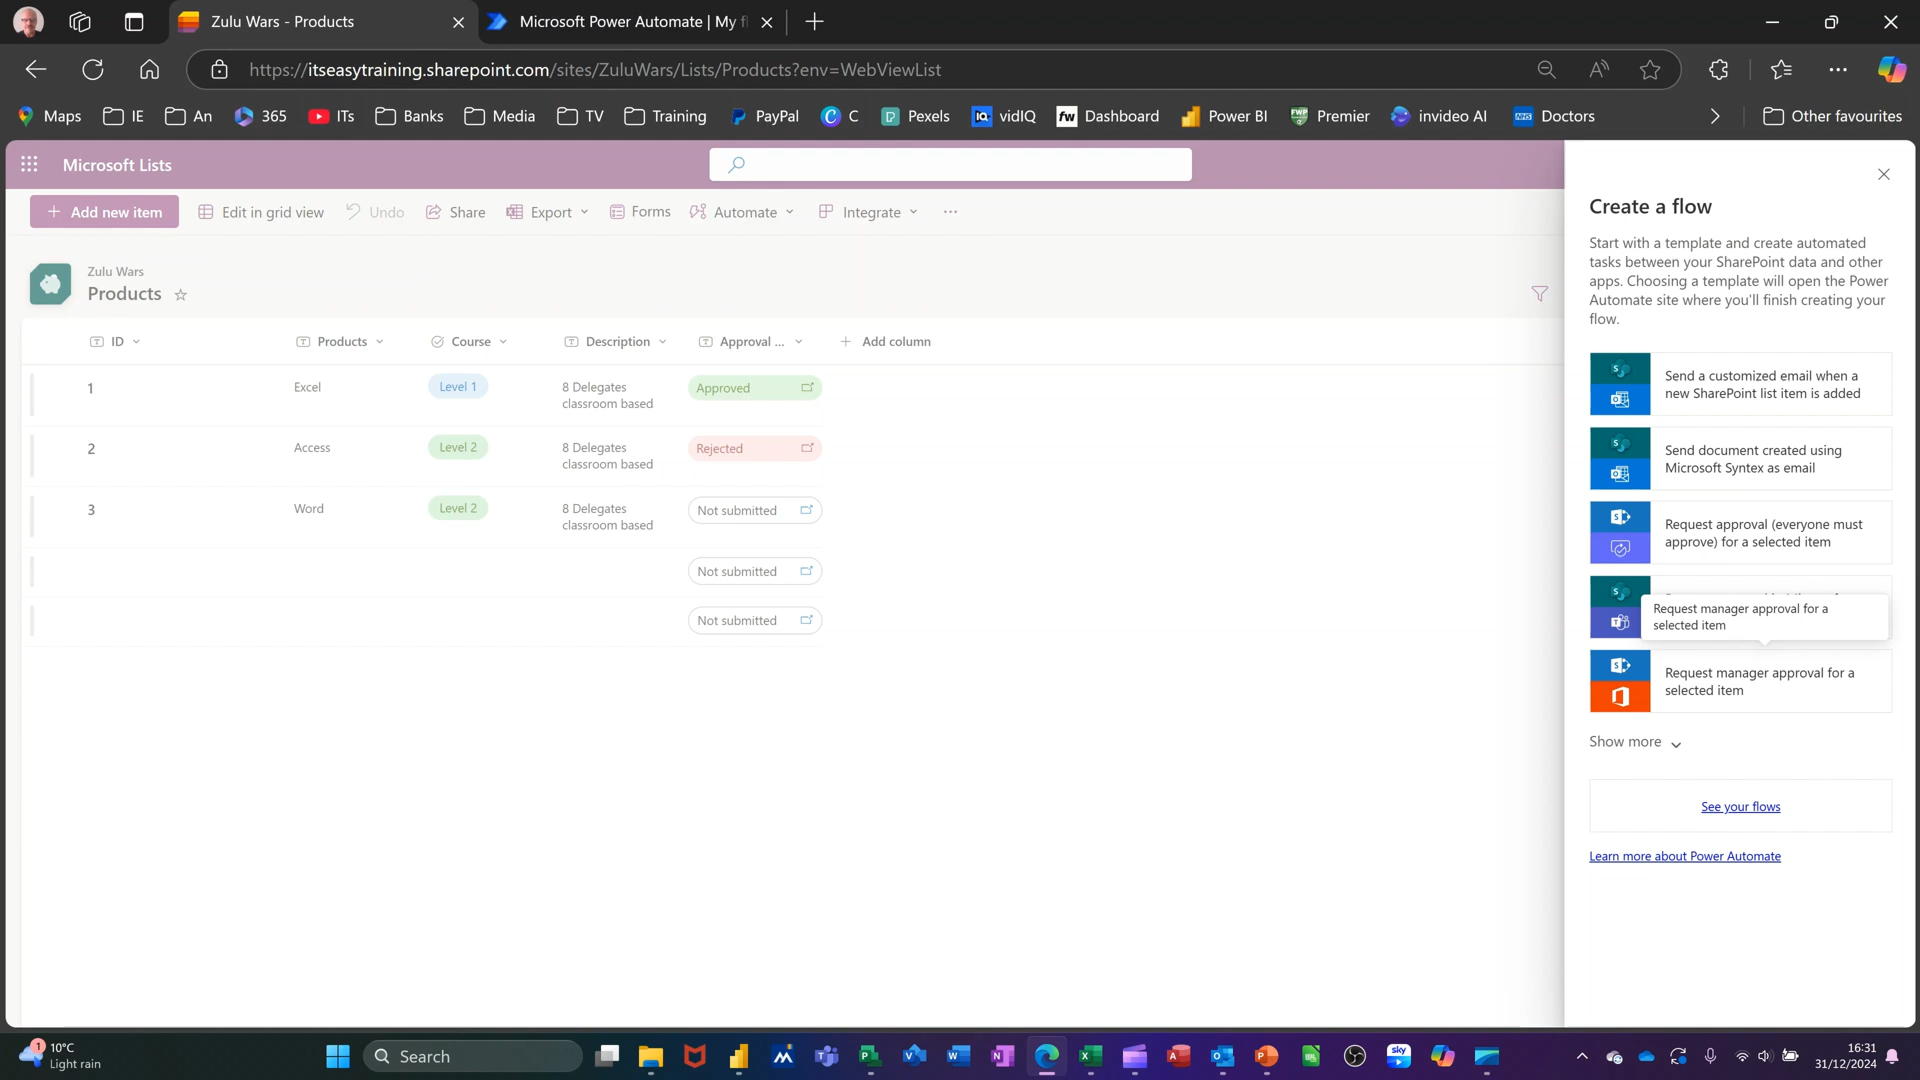 Zulu Wars - Products
Microsoft Power Automate | My f
https://itseasytraining.sharepoint.com/sites/ZuluWars/Lists/Products?env=WebViewList
Maps
IE
An
365
ITs
Banks
Media
TV
Training
PayPal
C
Pexels
vidIQ
Dashboard
Power BI
Premier
invideo AI
Doctors
Other favourites
Microsoft Lists
Add new item
Edit in grid view
Undo
Share
Export
Forms
Automate
Integrate
Zulu Wars
Products
ID
Products
Course
Description
Approval ...
Add column
1
Excel
Level 1
8 Delegates
classroom based
Approved
2
Access
Level 2
8 Delegates
classroom based
Rejected
3
Word
Level 2
8 Delegates
classroom based
Not submitted
Not submitted
Not submitted
Create a flow
Start with a template and create automated
tasks between your SharePoint data and other
apps. Choosing a template will open the Power
Automate site where you'll finish creating your
flow.
Send a customized email when a
new SharePoint list item is added
Send document created using
Microsoft Syntex as email
Request approval (everyone must
approve) for a selected item
Request manager approval for a
selected item
Request manager approval for a
selected item
Show more
See your flows
Learn more about Power Automate
1
10°C
Light rain
Search
sky
16:31
31/12/2024